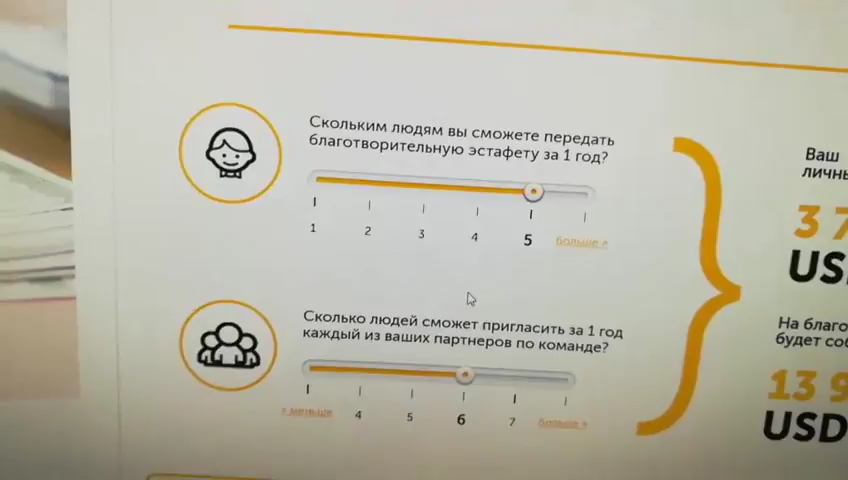 Скольким людям вы сможете передать
благотворительную эстафету за 1 год?
1 2 3 4 5 больше »
Сколько людей сможет пригласить за 1 год
каждый из ваших партнеров по команде?
« меньше 4 5 6 7 больше »
Ваш
личны
3 7
USD
На благо
будет соб
13 9
USD